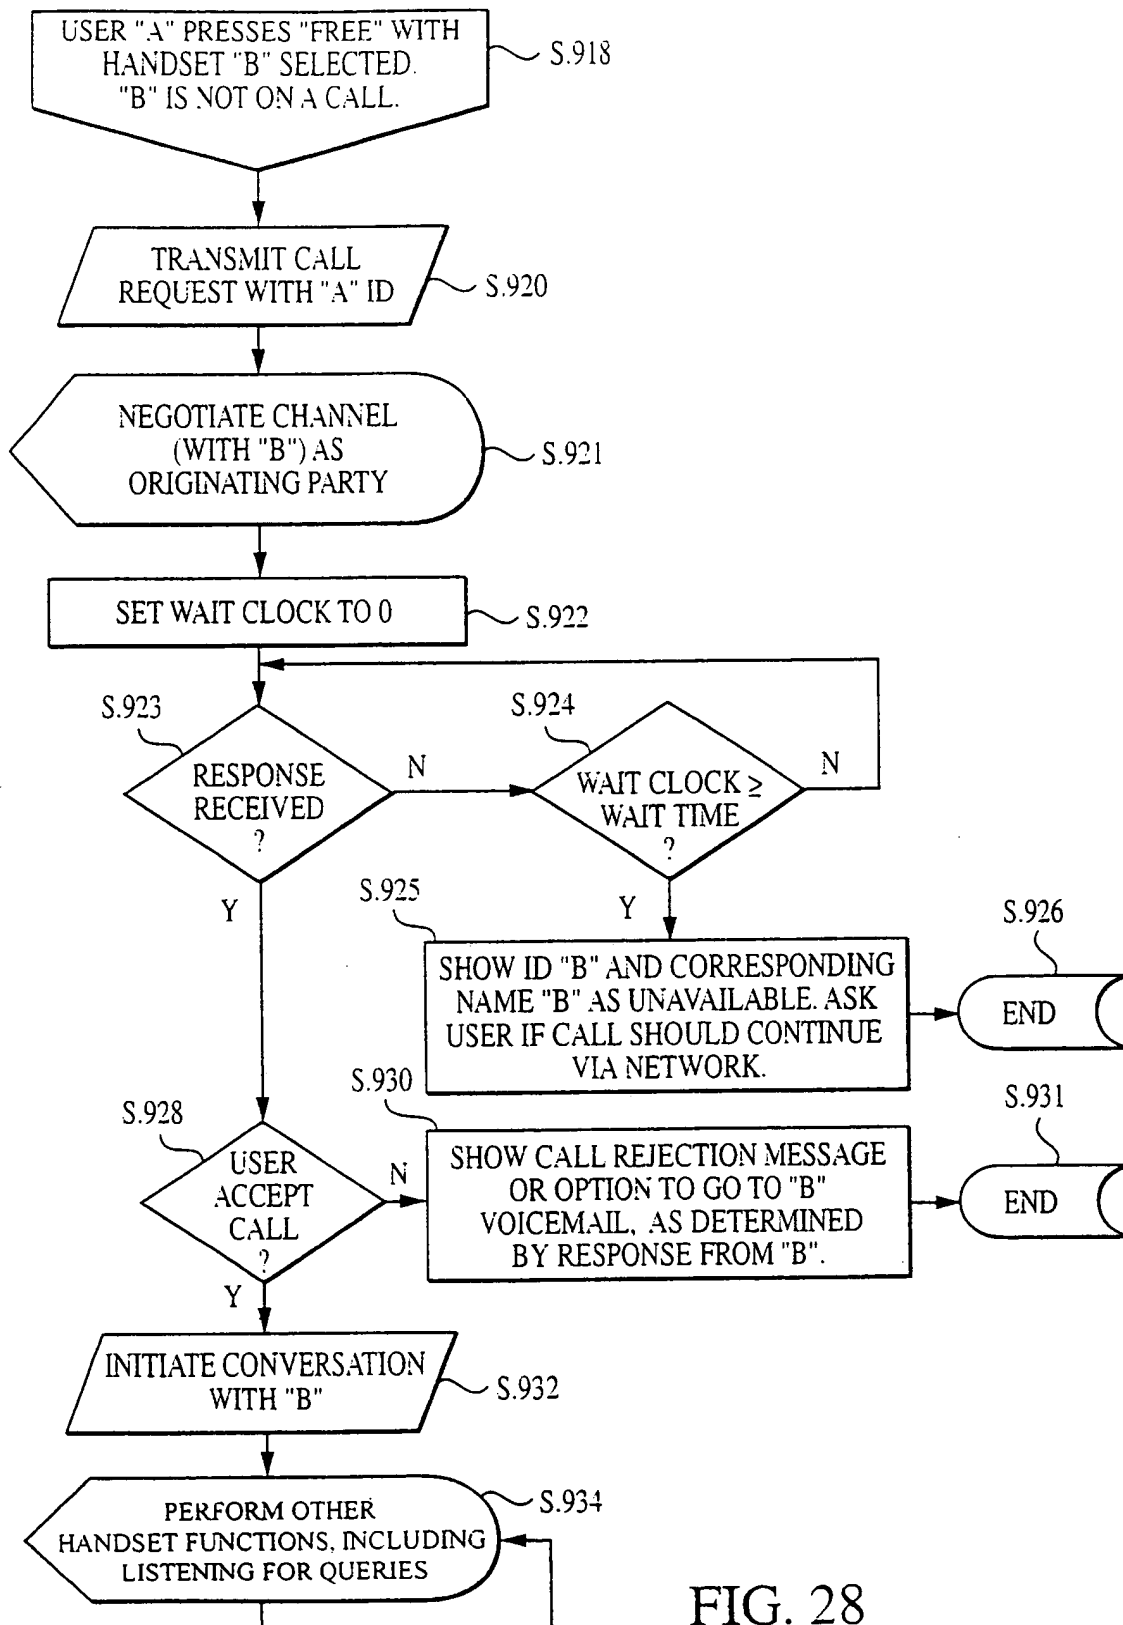 USER "A" PRESSES "FREE" WITH
HANDSET "B" SELECTED.
"B" IS NOT ON A CALL.
S.918
TRANSMIT CALL
REQUEST WITH "A" ID
S.920
NEGOTIATE CHANNEL
(WITH "B") AS
ORIGINATING PARTY
S.921
SET WAIT CLOCK TO 0
S.922
S.923
RESPONSE
RECEIVED
?
N
Y
S.924
WAIT CLOCK ≥
WAIT TIME
?
N
Y
S.925
SHOW ID "B" AND CORRESPONDING
NAME "B" AS UNAVAILABLE. ASK
USER IF CALL SHOULD CONTINUE
VIA NETWORK.
S.926
END
S.928
USER
ACCEPT
CALL
?
N
Y
S.930
SHOW CALL REJECTION MESSAGE
OR OPTION TO GO TO "B"
VOICEMAIL, AS DETERMINED
BY RESPONSE FROM "B".
S.931
END
INITIATE CONVERSATION
WITH "B"
S.932
PERFORM OTHER
HANDSET FUNCTIONS, INCLUDING
LISTENING FOR QUERIES
S.934
FIG. 28